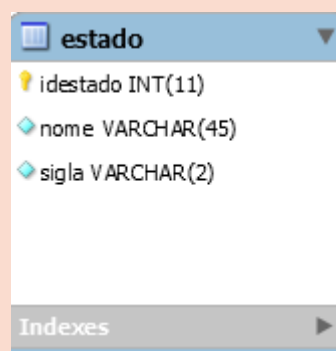 estado
idestado INT(11)
nome VARCHAR(45)
sigla VARCHAR(2)
Indexes